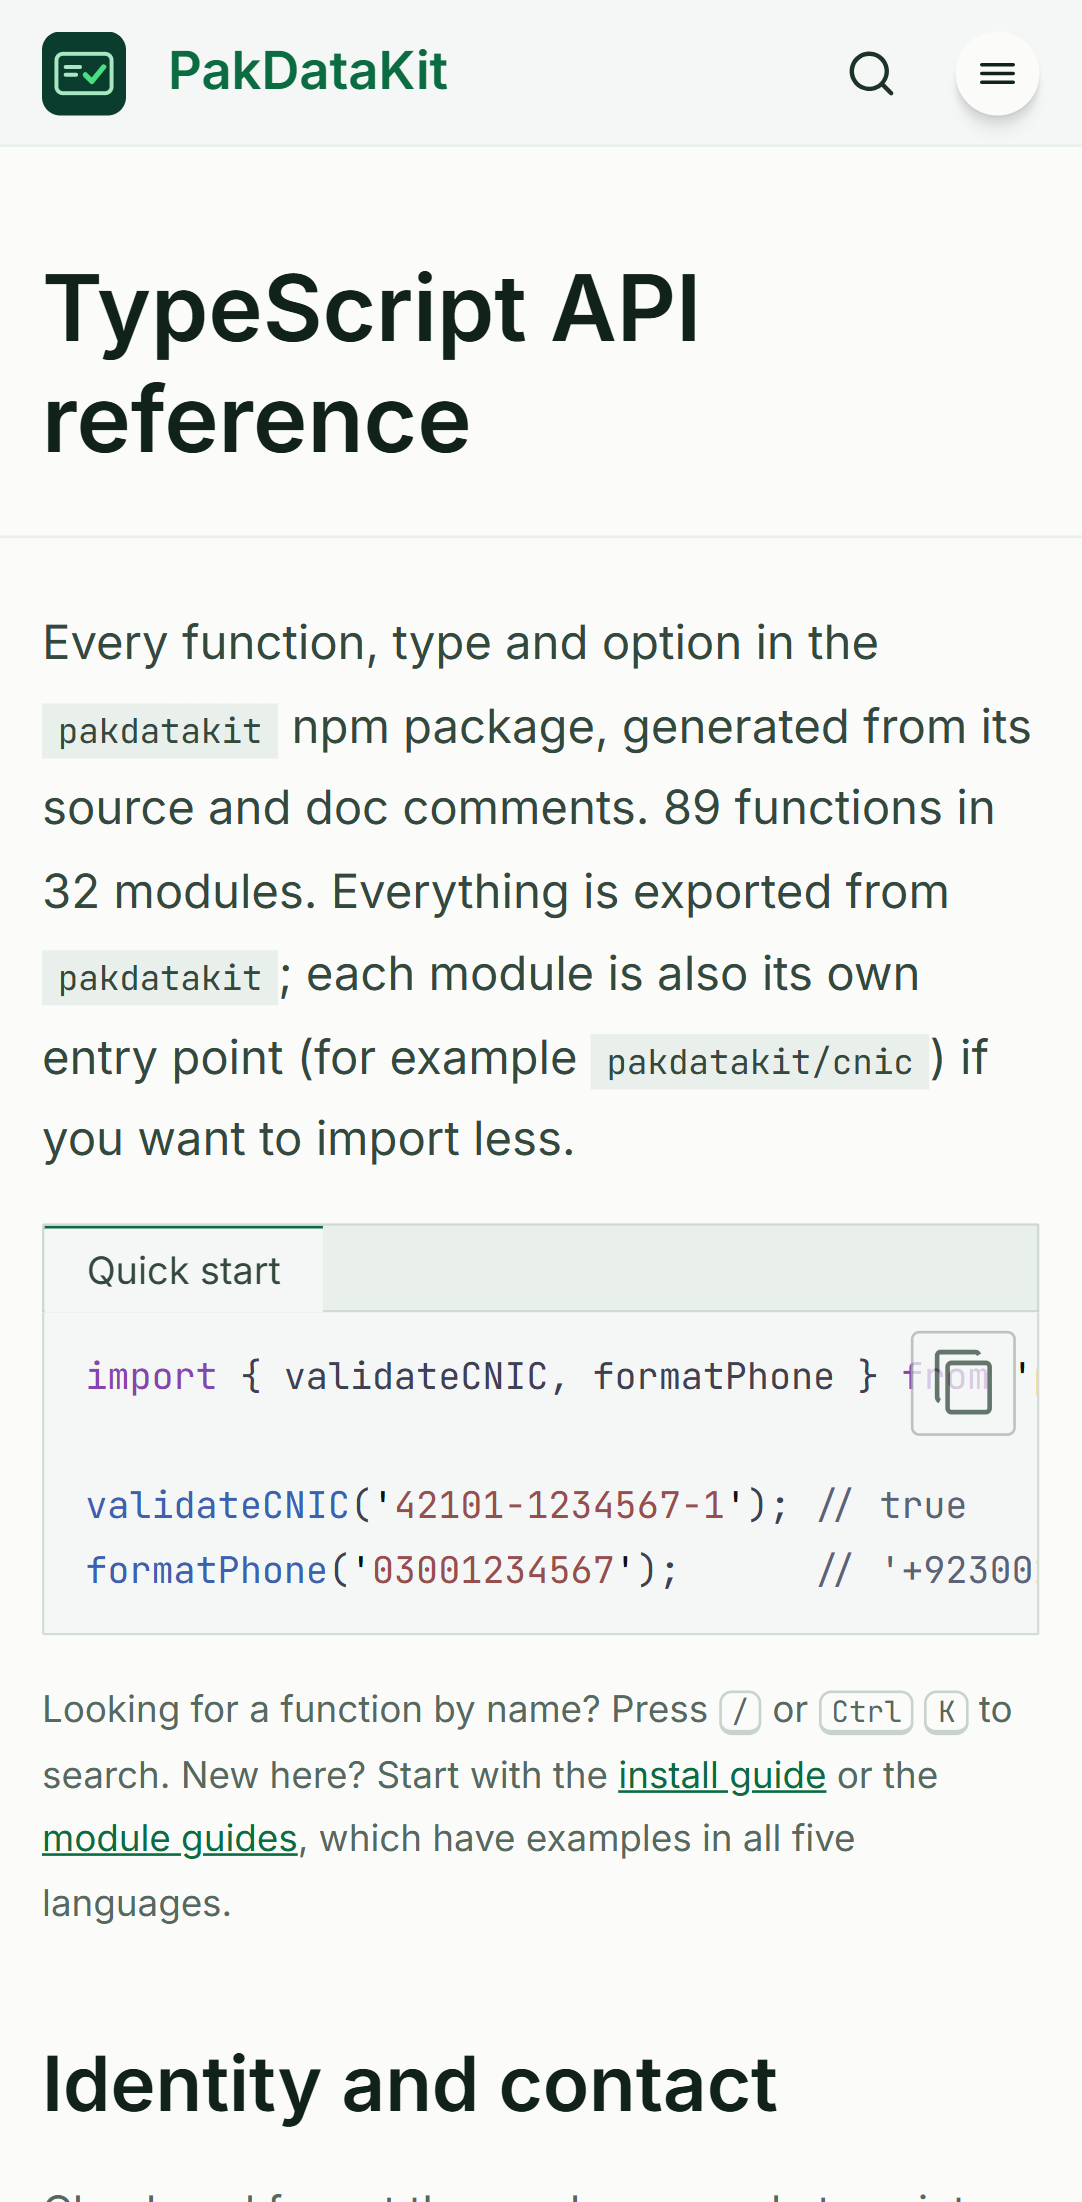 PakDataKit
TypeScript API
reference
Every function, type and option in the
pakdatakit npm package, generated from its
source and doc comments. 89 functions in
32 modules. Everything is exported from
pakdatakit; each module is also its own
entry point (for example pakdatakit/cnic) if
you want to import less.
Quick start
import { validateCNIC, formatPhone } from '
validateCNIC('42101-1234567-1'); // true
formatPhone('03001234567'); // '+92300
Looking for a function by name? Press / or Ctrl K to
search. New here? Start with the install guide or the
module guides, which have examples in all five
languages.
Identity and contact